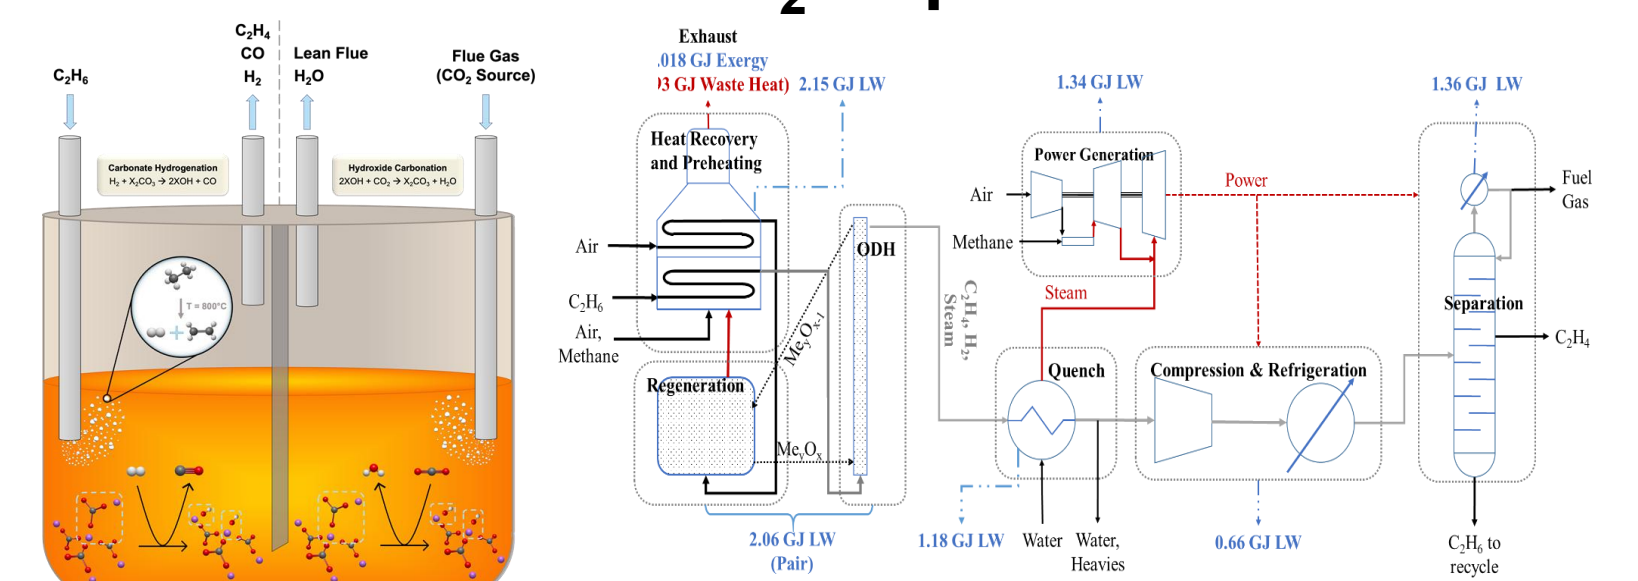 2
C₂H₄
CO
H₂
Lean Flue
H₂O
Flue Gas
(CO₂ Source)
C₂H₆
Carbonate Hydrogenation
H₂ + X₂CO₃ → 2XOH + CO
Hydroxide Carbonation
2XOH + CO₂ → X₂CO₃ + H₂O
T = 800°C
Exhaust
.018 GJ Exergy
93 GJ Waste Heat)
2.15 GJ LW
Heat Recovery
and Preheating
Air
C₂H₆
Air,
Methane
Regeneration
MeyOx-1
MeyOx
ODH
2.06 GJ LW
(Pair)
C₂H₄, H₂,
Steam
1.34 GJ LW
Power Generation
Air
Methane
Power
Steam
Quench
1.18 GJ LW
Water
Water,
Heavies
Compression & Refrigeration
0.66 GJ LW
1.36 GJ LW
Fuel
Gas
Separation
C₂H₄
C₂H₆ to
recycle